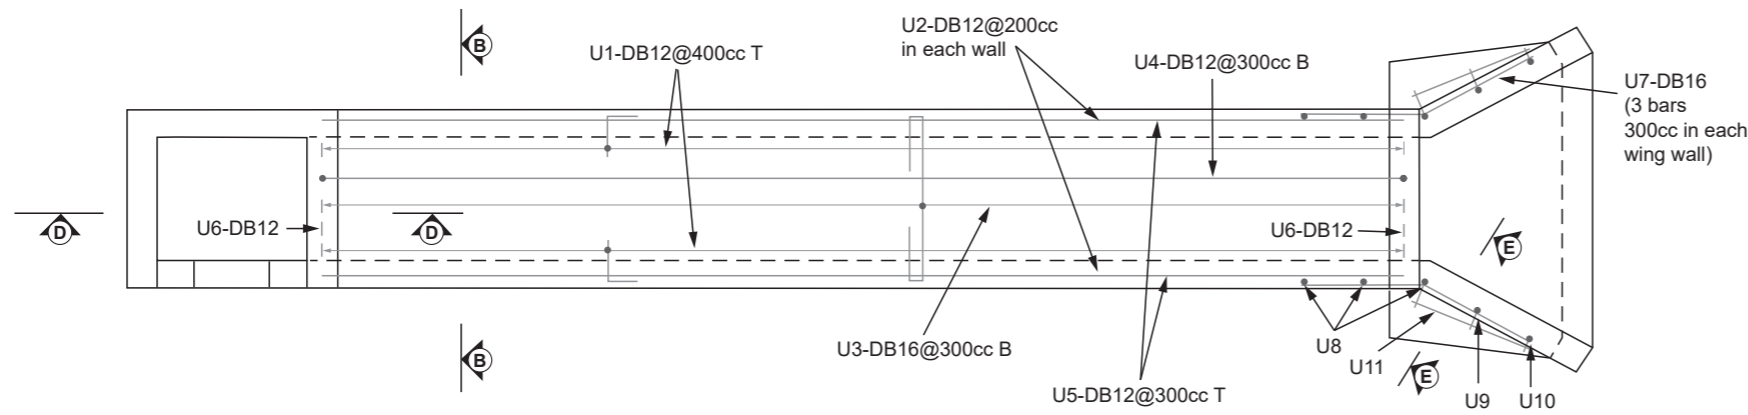 B
U1-DB12@400cc T
U2-DB12@200cc
in each wall
U4-DB12@300cc B
U7-DB16
(3 bars
300cc in each
wing wall)
D
U6-DB12
D
U6-DB12
E
B
U3-DB16@300cc B
U5-DB12@300cc T
U8
U11
E
U9
U10